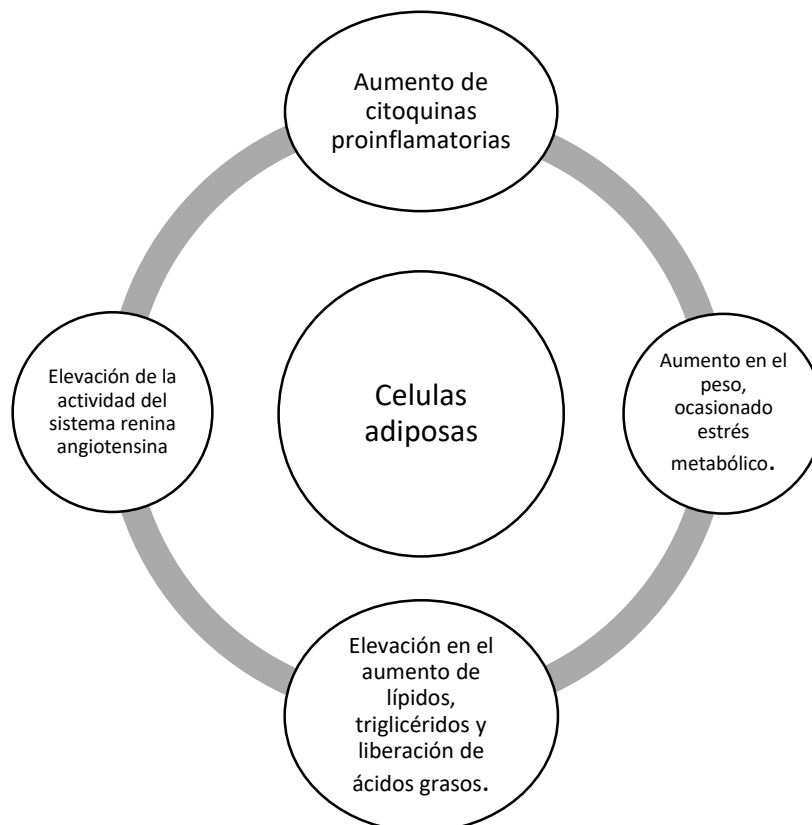 Aumento de
citoquinas
proinflamatorias
Elevación de la
actividad del
sistema renina
angiotensina
Celulas
adiposas
Aumento en el
peso,
ocasionado
estrés
metabólico.
Elevación en el
aumento de
lípidos,
triglicéridos y
liberación de
ácidos grasos.